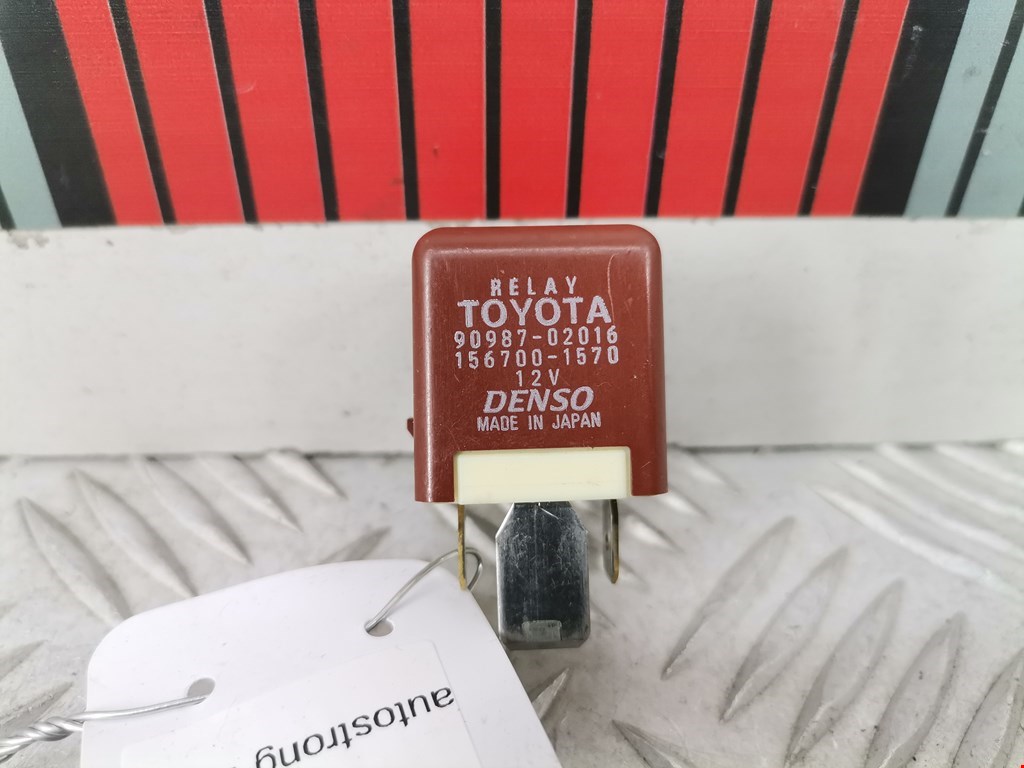 RELAY
TOYOTA
90987-02016
156700-1570
12V
DENSO
MADE IN JAPAN
autostrong